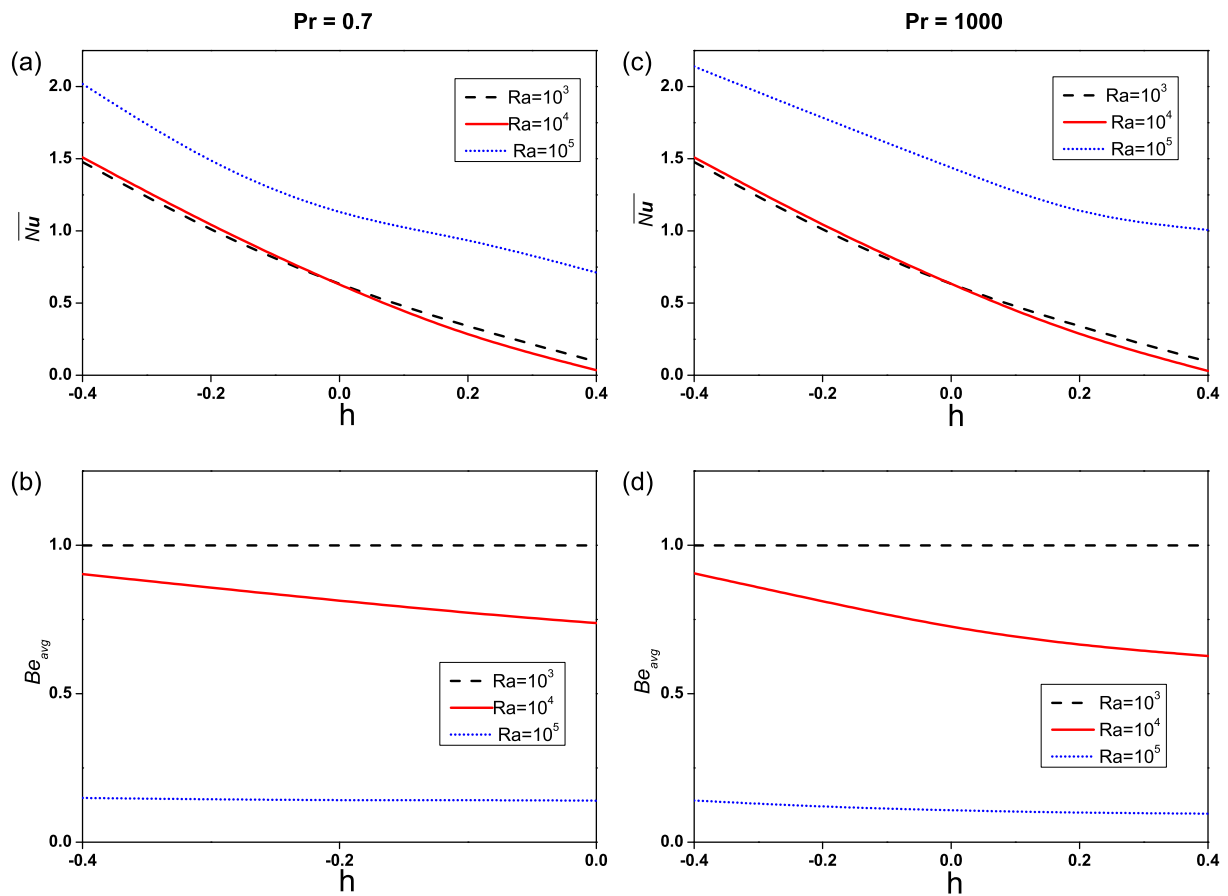 Pr = 0.7
Pr = 1000
(a)
2.0
1.5
1.0
0.5
0.0
Nu
Ra=10³
Ra=10⁴
Ra=10⁵
-0.4
-0.2
0.0
0.2
0.4
h
(c)
2.0
1.5
1.0
0.5
0.0
Nu
Ra=10³
Ra=10⁴
Ra=10⁵
-0.4
-0.2
0.0
0.2
0.4
h
(b)
1.0
0.5
0.0
Be_avg
Ra=10³
Ra=10⁴
Ra=10⁵
-0.4
-0.2
0.0
h
(d)
1.0
0.5
0.0
Be_avg
Ra=10³
Ra=10⁴
Ra=10⁵
-0.4
-0.2
0.0
0.2
0.4
h